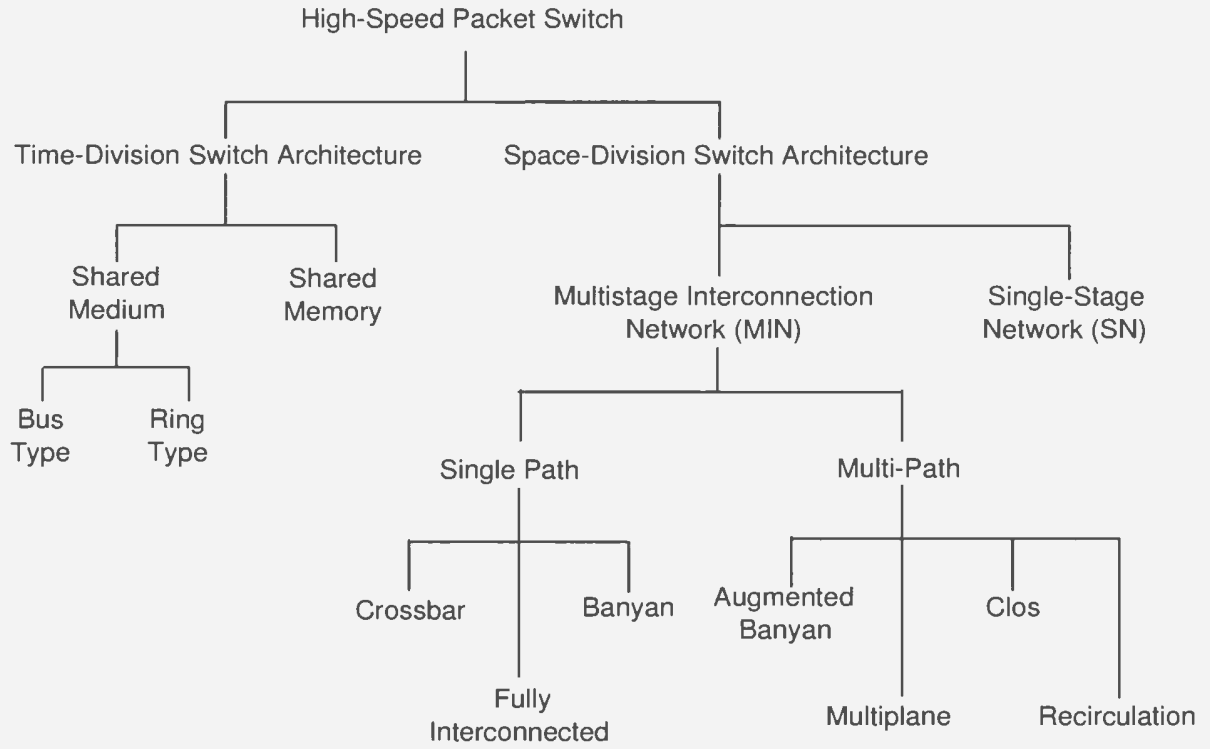 High-Speed Packet Switch
Time-Division Switch Architecture
Space-Division Switch Architecture
Shared
Medium
Shared
Memory
Multistage Interconnection
Network (MIN)
Single-Stage
Network (SN)
Bus
Type
Ring
Type
Single Path
Multi-Path
Crossbar
Banyan
Augmented
Banyan
Clos
Fully
Interconnected
Multiplane
Recirculation